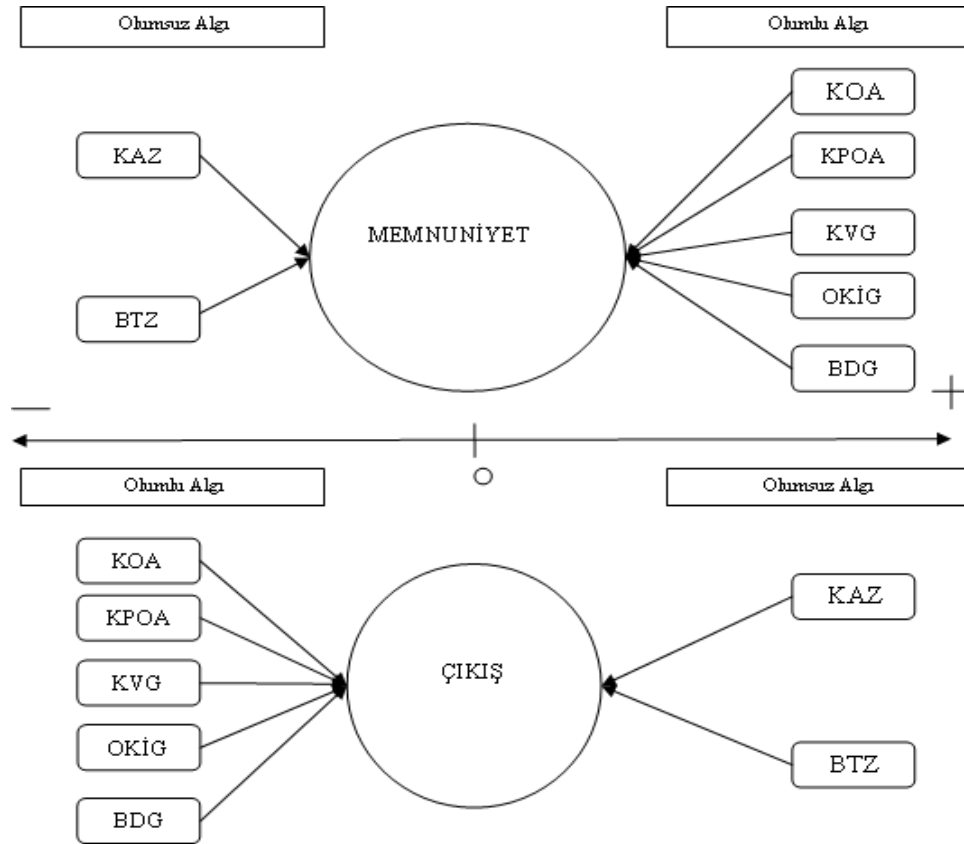 Olumsuz Algı
Olumlu Algı
KOA
KAZ
KPOA
MEMNUNİYET
KVG
OKİG
BTZ
BDG
— +
O
Olumlu Algı
Olumsuz Algı
KOA
KAZ
KPOA
ÇIKIŞ
KVG
OKİG
BTZ
BDG